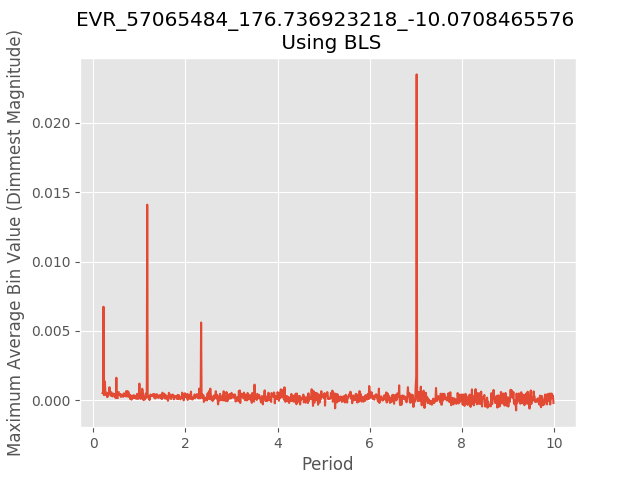 EVR_57065484_176.736923218_-10.0708465576
Using BLS
Maximum Average Bin Value (Dimmest Magnitude)
0.020
0.015
0.010
0.005
0.000
0
2
4
6
8
10
Period